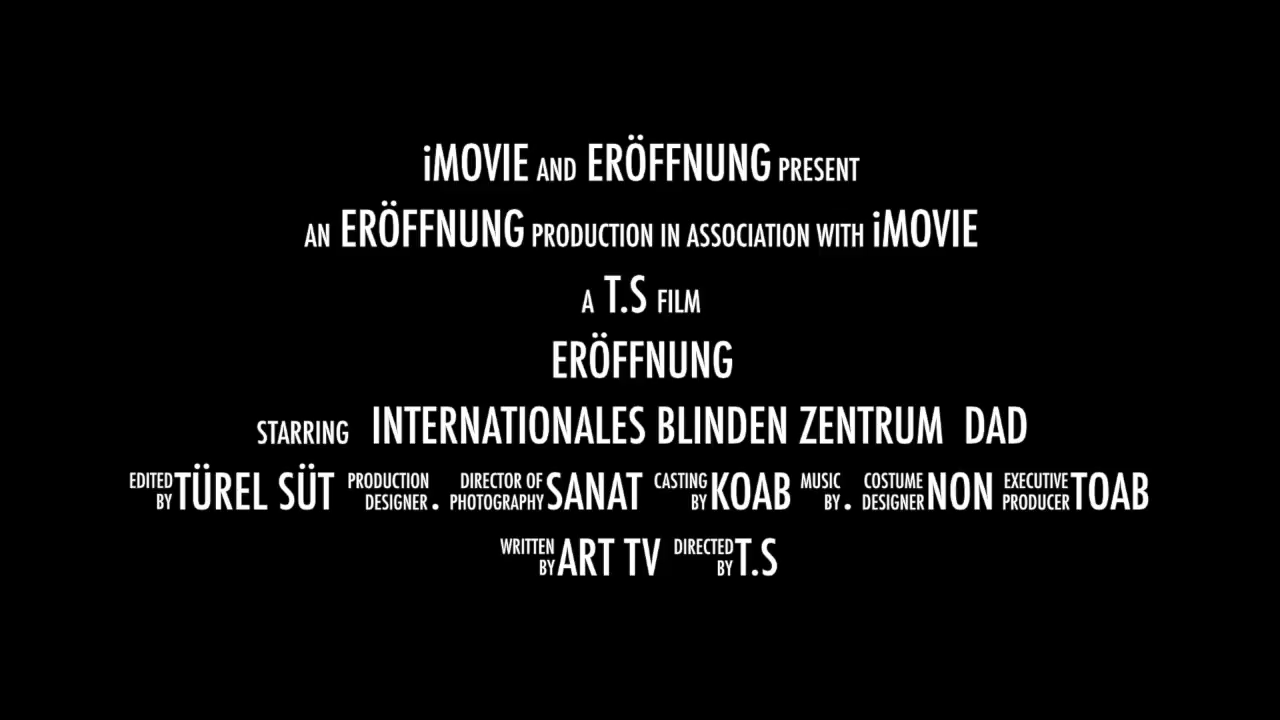 iMOVIE AND ERÖFFNUNG PRESENT
AN ERÖFFNUNG PRODUCTION IN ASSOCIATION WITH iMOVIE
A T.S FILM
ERÖFFNUNG
STARRING INTERNATIONALES BLINDEN ZENTRUM DAD
EDITED BY TÜREL SÜT PRODUCTION DESIGNER . DIRECTOR OF PHOTOGRAPHY SANAT CASTING BY KOAB MUSIC BY . COSTUME DESIGNER NON EXECUTIVE PRODUCER TOAB
WRITTEN BY ART TV DIRECTED BY T.S